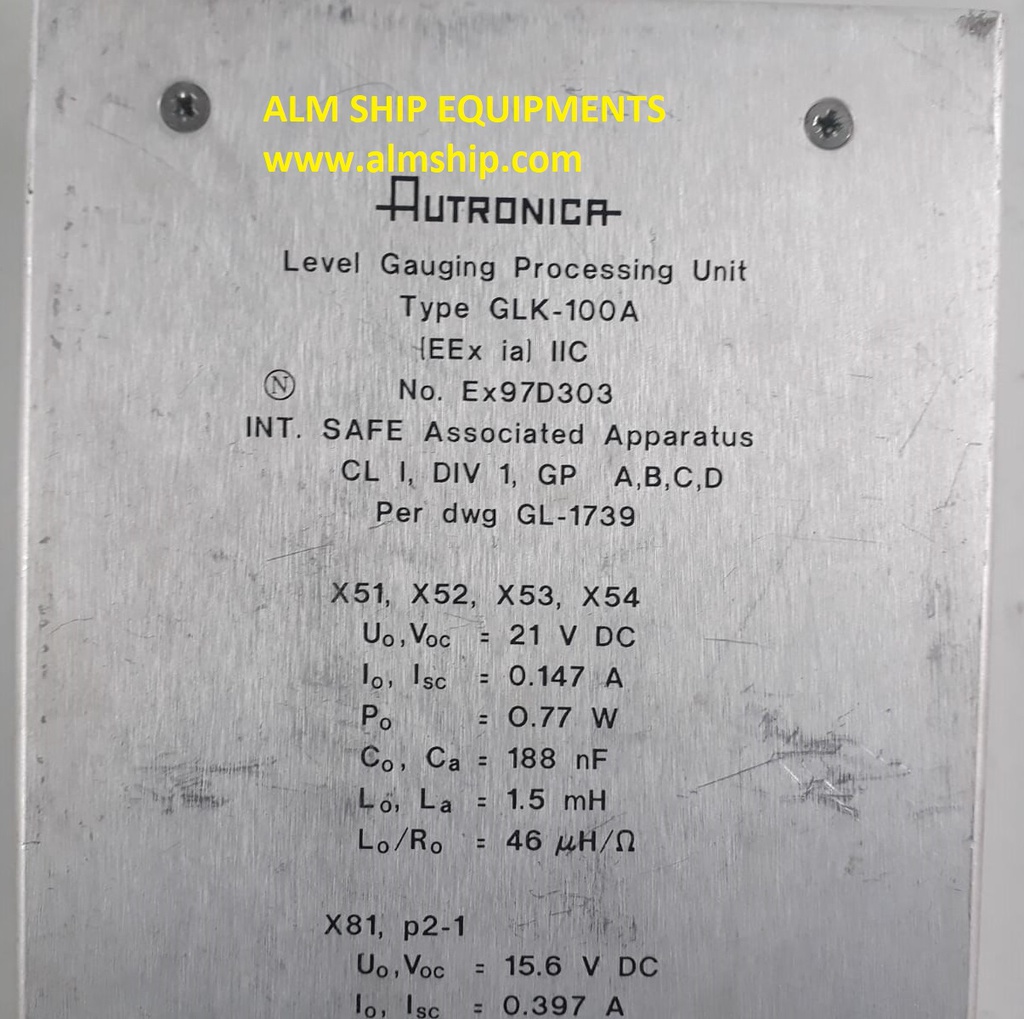 ALM SHIP EQUIPMENTS
www.almship.com
AUTRONICA
Level Gauging Processing Unit
Type GLK-100A
[EEx ia] IIC
N No. Ex97D303
INT. SAFE Associated Apparatus
CL I, DIV 1, GP A,B,C,D
Per dwg GL-1739
X51, X52, X53, X54
Uo,Voc = 21 V DC
Io, Isc = 0.147 A
Po = 0.77 W
Co, Ca = 188 nF
Lo, La = 1.5 mH
Lo/Ro = 46 µH/Ω
X81, p2-1
Uo,Voc = 15.6 V DC
Io, Isc = 0.397 A